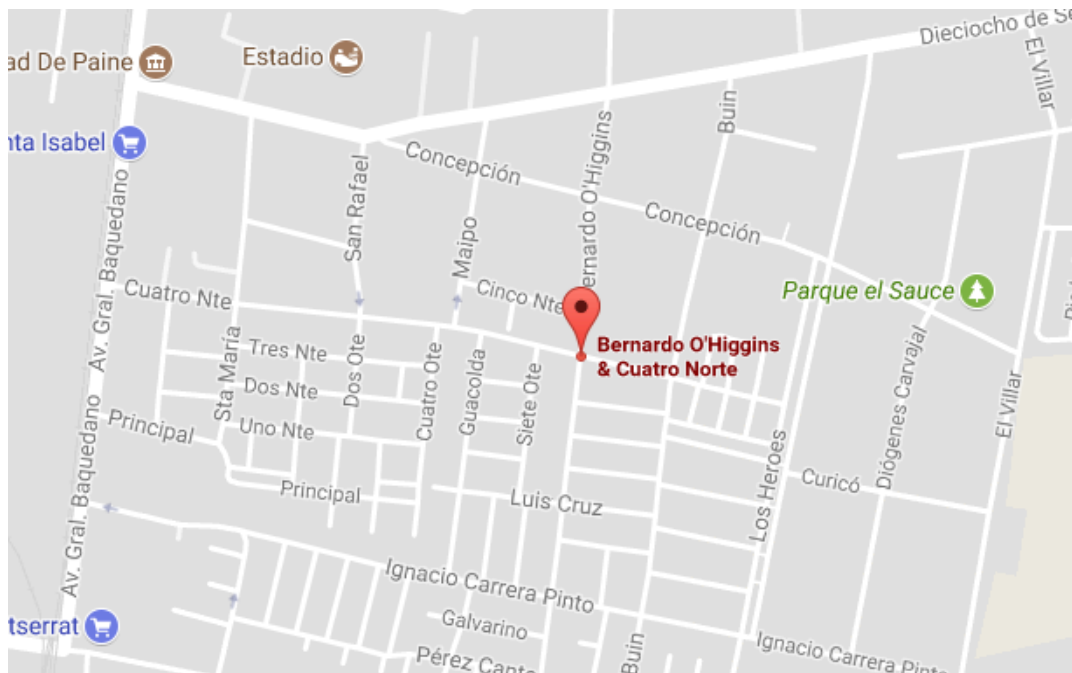 Dieciocho de Se
El Villar
ad De Paine
Estadio
Buin
nta Isabel
Concepción
Bernardo O'Higgins
San Rafael
Av. Gral. Baquedano
Maipo
Concepción
Cuatro Nte
Cinco Nte
Parque el Sauce
Bernardo O'Higgins
& Cuatro Norte
Tres Nte
Dos Nte
Sta María
Dos Ote
Cuatro Ote
Guacolda
Siete Ote
Diógenes Carvajal
El Villar
Principal
Uno Nte
Principal
Luis Cruz
Los Heroes
Curicó
Av. Gral. Baquedano
Ignacio Carrera Pinto
Galvarino
tserrat
Pérez Canto
Buin
Ignacio Carrera Pinto